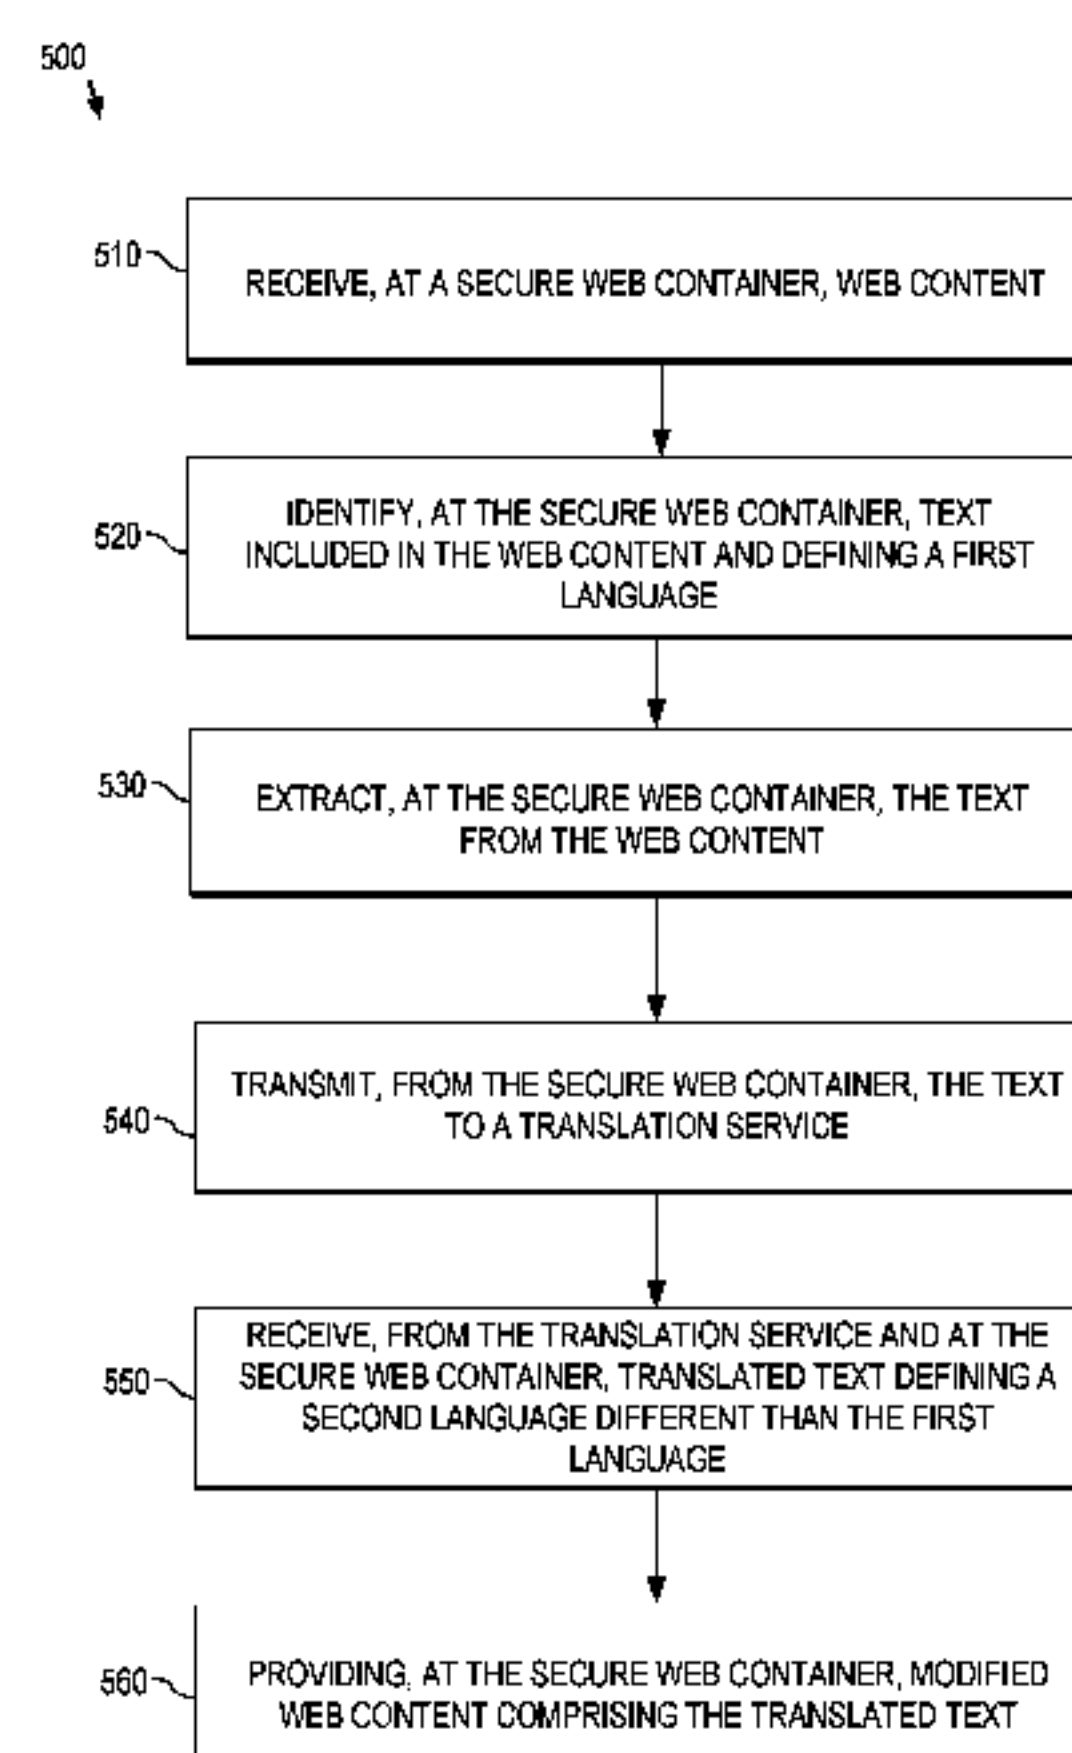 500
510
RECEIVE, AT A SECURE WEB CONTAINER, WEB CONTENT
520
IDENTIFY, AT THE SECURE WEB CONTAINER, TEXT
INCLUDED IN THE WEB CONTENT AND DEFINING A FIRST
LANGUAGE
530
EXTRACT, AT THE SECURE WEB CONTAINER, THE TEXT
FROM THE WEB CONTENT
540
TRANSMIT, FROM THE SECURE WEB CONTAINER, THE TEXT
TO A TRANSLATION SERVICE
550
RECEIVE, FROM THE TRANSLATION SERVICE AND AT THE
SECURE WEB CONTAINER, TRANSLATED TEXT DEFINING A
SECOND LANGUAGE DIFFERENT THAN THE FIRST
LANGUAGE
560
PROVIDING, AT THE SECURE WEB CONTAINER, MODIFIED
WEB CONTENT COMPRISING THE TRANSLATED TEXT